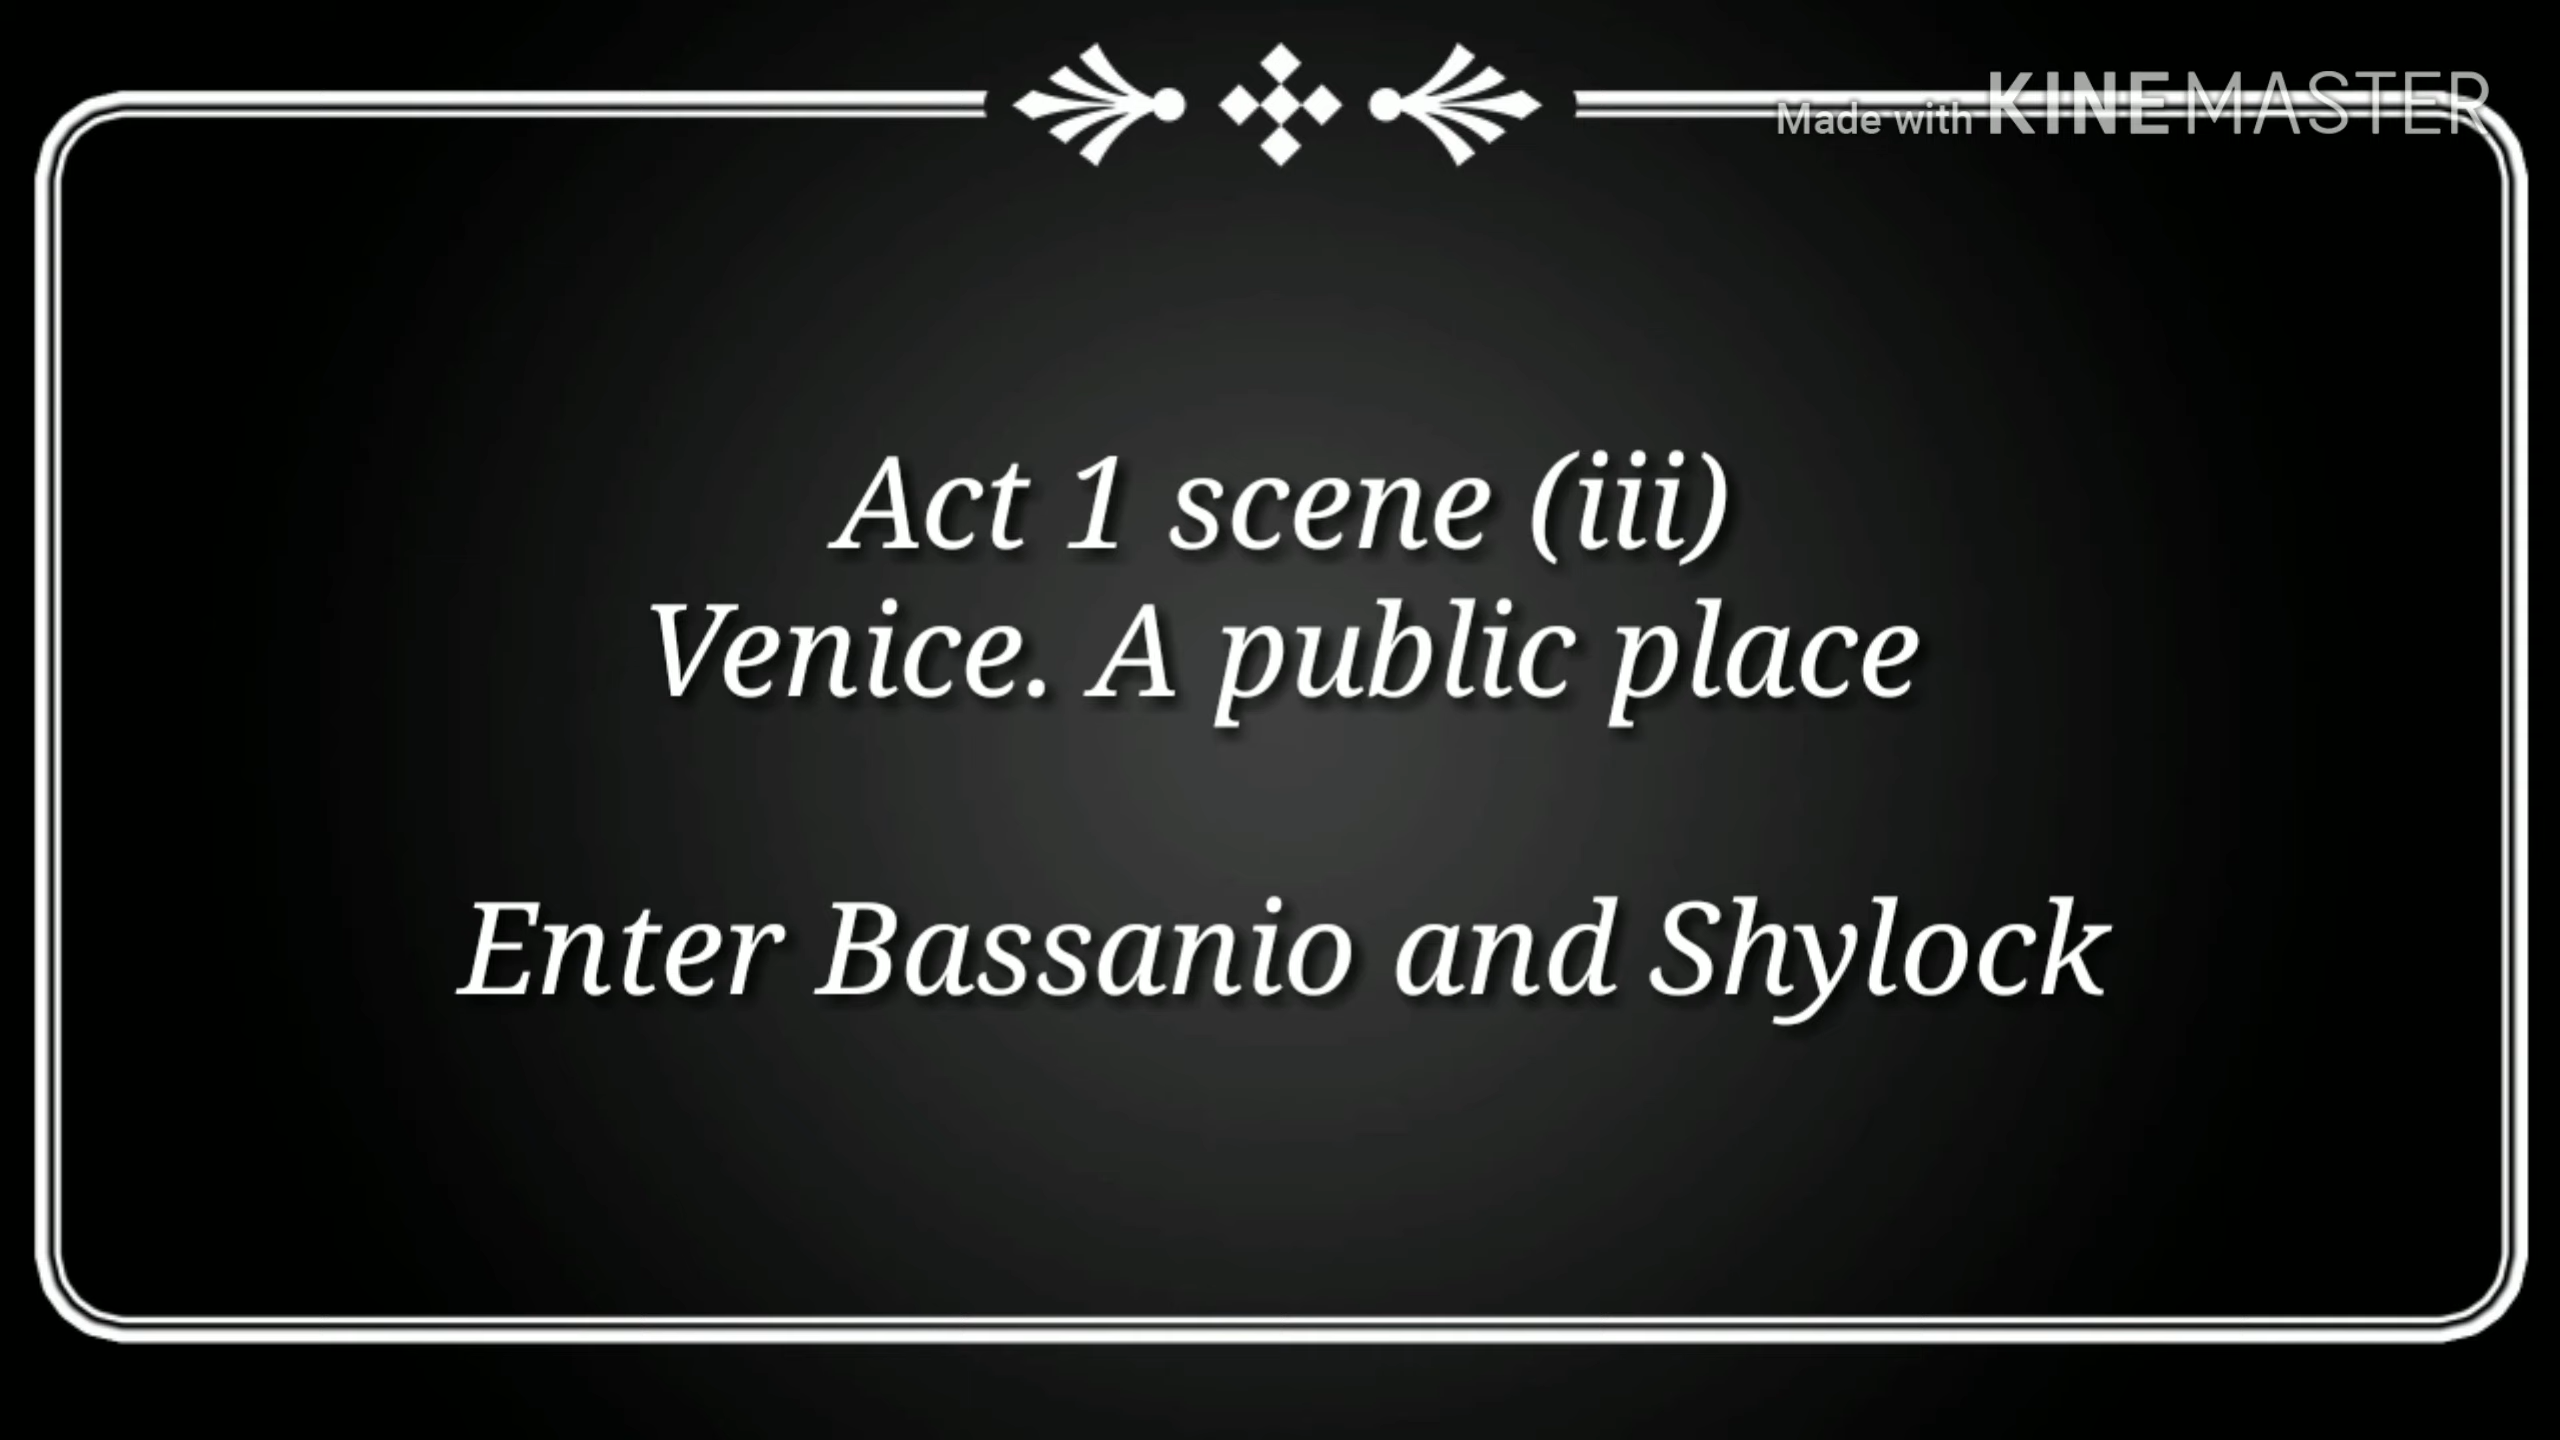 Made with KINEMASTER
Act 1 scene (iii)
Venice. A public place
Enter Bassanio and Shylock